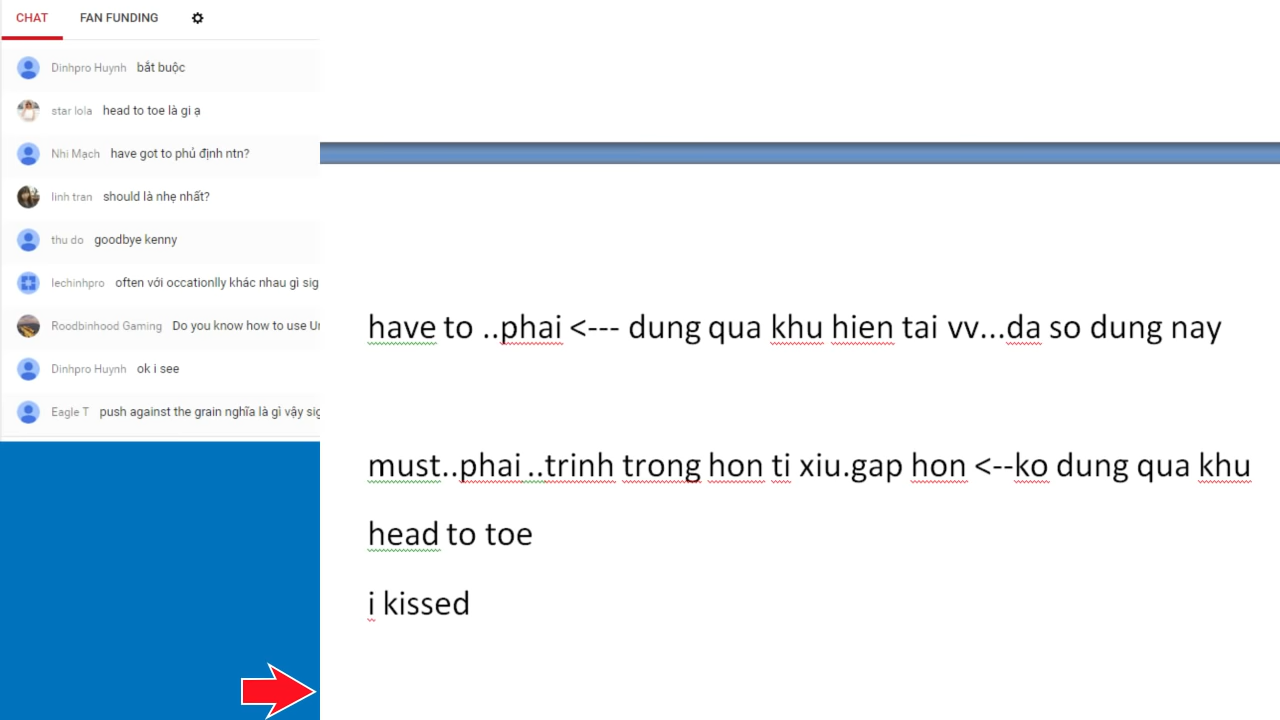 CHAT FAN FUNDING
Dinhpro Huynh bắt buộc
star lola head to toe là gi ạ
Nhi Mạch have got to phủ định ntn?
linh tran should là nhẹ nhất?
thu do goodbye kenny
lechinhpro often với occationlly khác nhau gì sig
Roodbinhood Gaming Do you know how to use
Dinhpro Huynh ok i see
Eagle T push against the grain nghĩa là gì vậy sig
have to ..phai <--- dung qua khu hien tai vv...da so dung nay
must..phai ..trinh trong hon ti xiu.gap hon <--ko dung qua khu
head to toe
i kissed